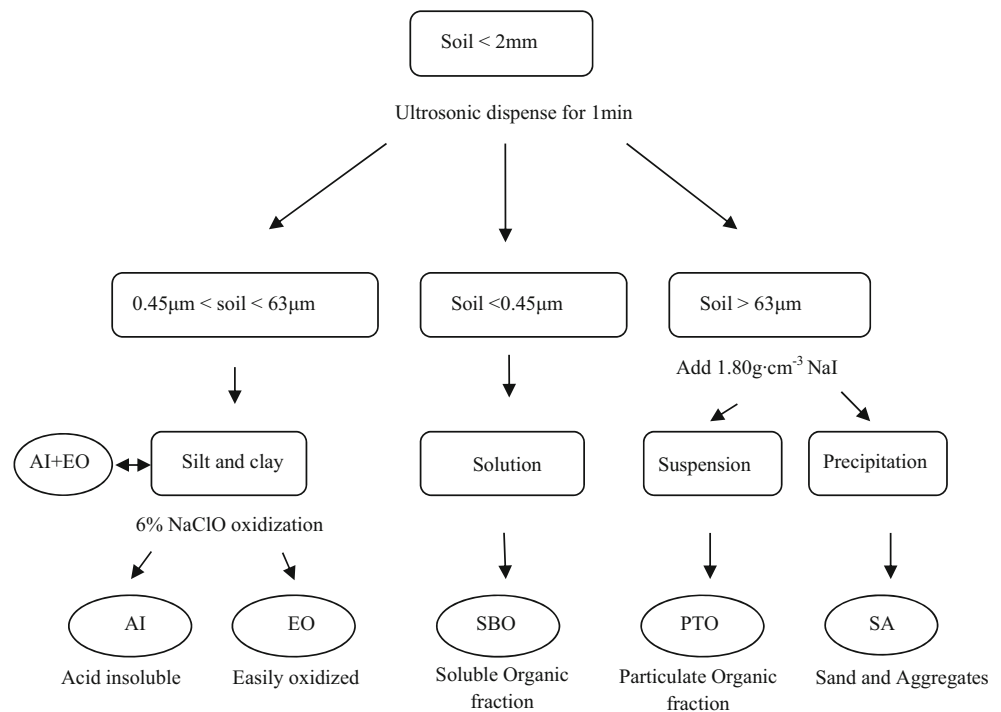 Soil < 2mm
Ultrasonic dispense for 1min
0.45μm < soil < 63μm
Soil <0.45μm
Soil > 63μm
Add 1.80g·cm⁻³ NaI
AI+EO
Silt and clay
Solution
Suspension
Precipitation
6% NaClO oxidization
AI
EO
SBO
PTO
SA
Acid insoluble
Easily oxidized
Soluble Organic
fraction
Particulate Organic
fraction
Sand and Aggregates